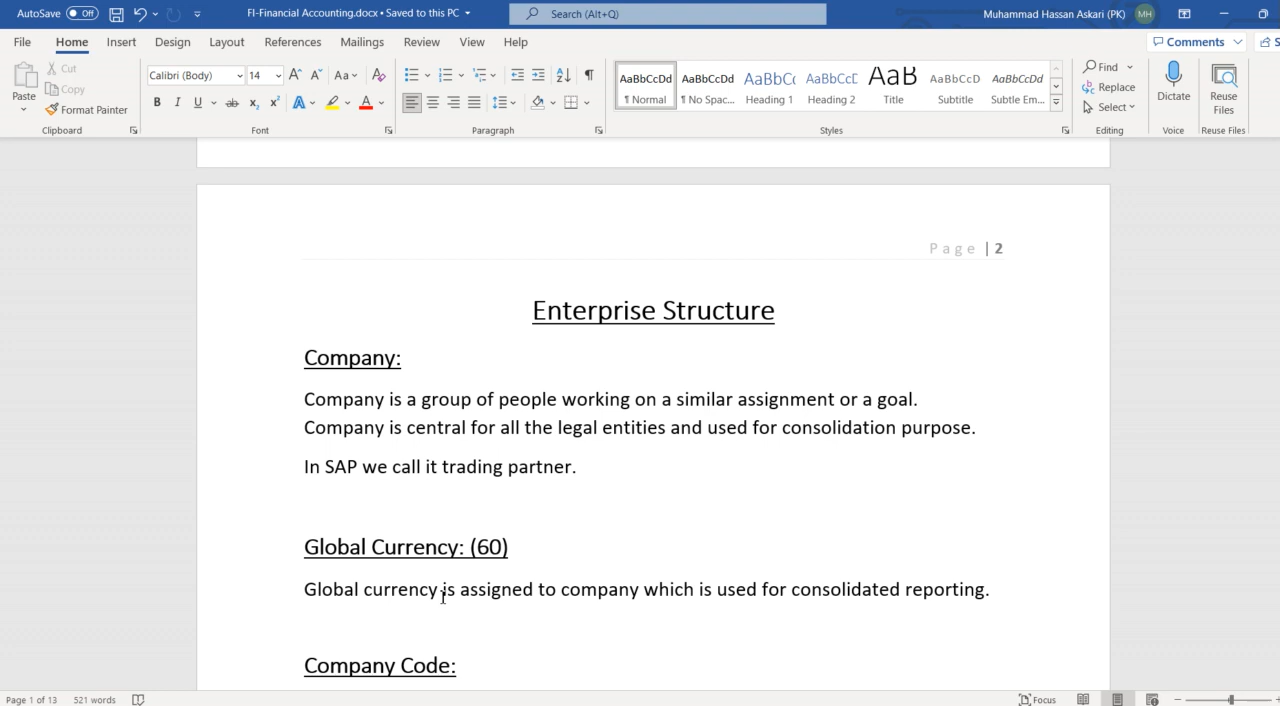 AutoSave Off FI-Financial Accounting.docx • Saved to this PC Search (Alt+Q) Muhammad Hassan Askari (PK) MH
File Home Insert Design Layout References Mailings Review View Help Comments S
Paste Cut Copy Format Painter
Clipboard
Calibri (Body) 14 A A Aa A
B I U ab x₂ x² A A
Font
Paragraph
AaBbCcDd AaBbCcDd AaBbCc AaBbCcD AaB AaBbCcDd AaBbCcDd
¶ Normal ¶ No Spac... Heading 1 Heading 2 Title Subtitle Subtle Em...
Styles
Find
Replace
Select
Editing
Dictate
Voice
Reuse Files
Reuse Files
Page | 2
Enterprise Structure
Company:
Company is a group of people working on a similar assignment or a goal.
Company is central for all the legal entities and used for consolidation purpose.
In SAP we call it trading partner.
Global Currency: (60)
Global currency is assigned to company which is used for consolidated reporting.
Company Code:
Page 1 of 13 521 words Focus